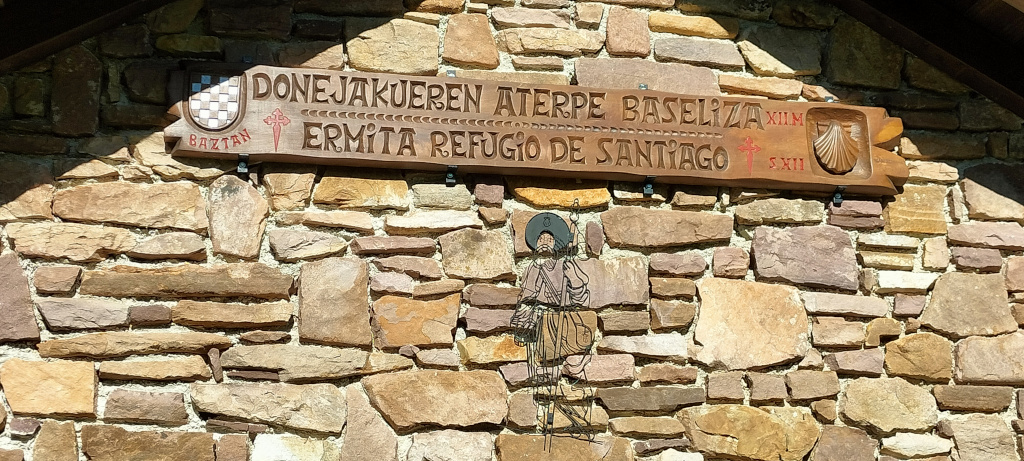 DONEJAKUEREN ATERPE BASELIZA XII.M
ERMITA REFUGIO DE SANTIAGO S.XII
BAZTAN